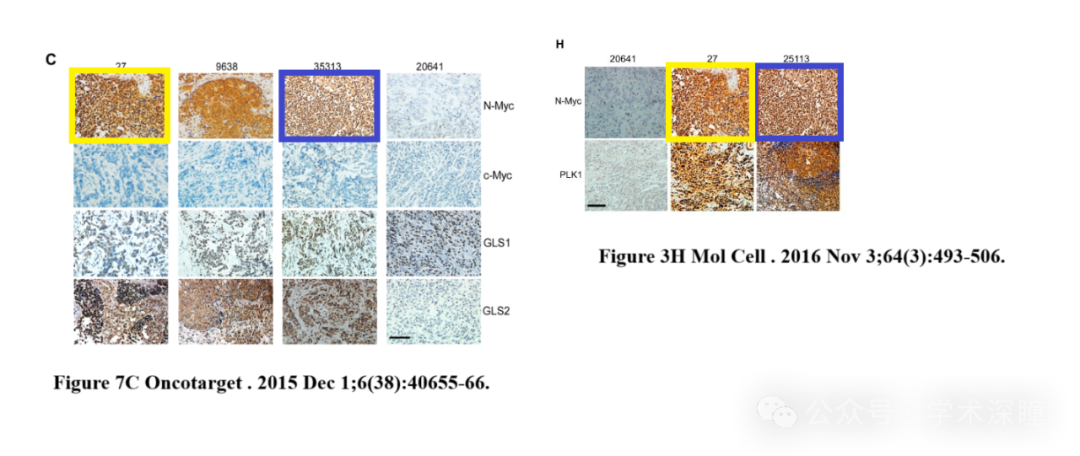 C
27 9638 35313 20641
N-Myc
c-Myc
GLS1
GLS2
Figure 7C Oncotarget . 2015 Dec 1;6(38):40655-66.
H
20641 27 25113
N-Myc
PLK1
Figure 3H Mol Cell . 2016 Nov 3;64(3):493-506.
公众号 学术深瞳